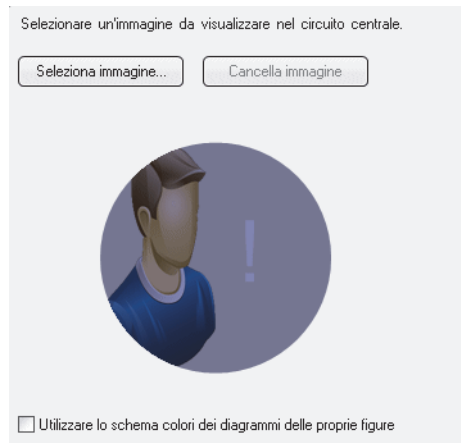 Selezionare un'immagine da visualizzare nel circuito centrale.
Seleziona immagine... Cancella immagine
!
Utilizzare lo schema colori dei diagrammi delle proprie figure